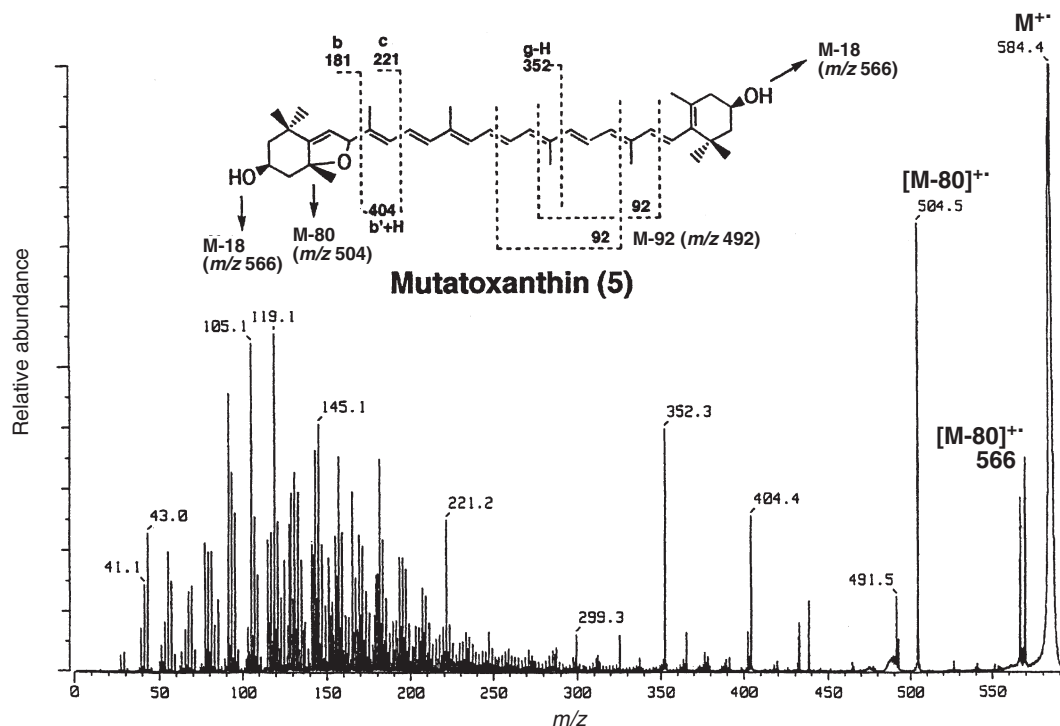 M+·
584.4
b
181
c
221
g-H
352
M-18
(m/z 566)
OH
O
HO
404
b'+H
92
92
M-92 (m/z 492)
M-18
(m/z 566)
M-80
(m/z 504)
[M-80]+·
504.5
Mutatoxanthin (5)
105.1
119.1
145.1
352.3
[M-80]+·
566
43.0
41.1
221.2
404.4
491.5
299.3
Relative abundance
0 50 100 150 200 250 300 350 400 450 500 550
m/z